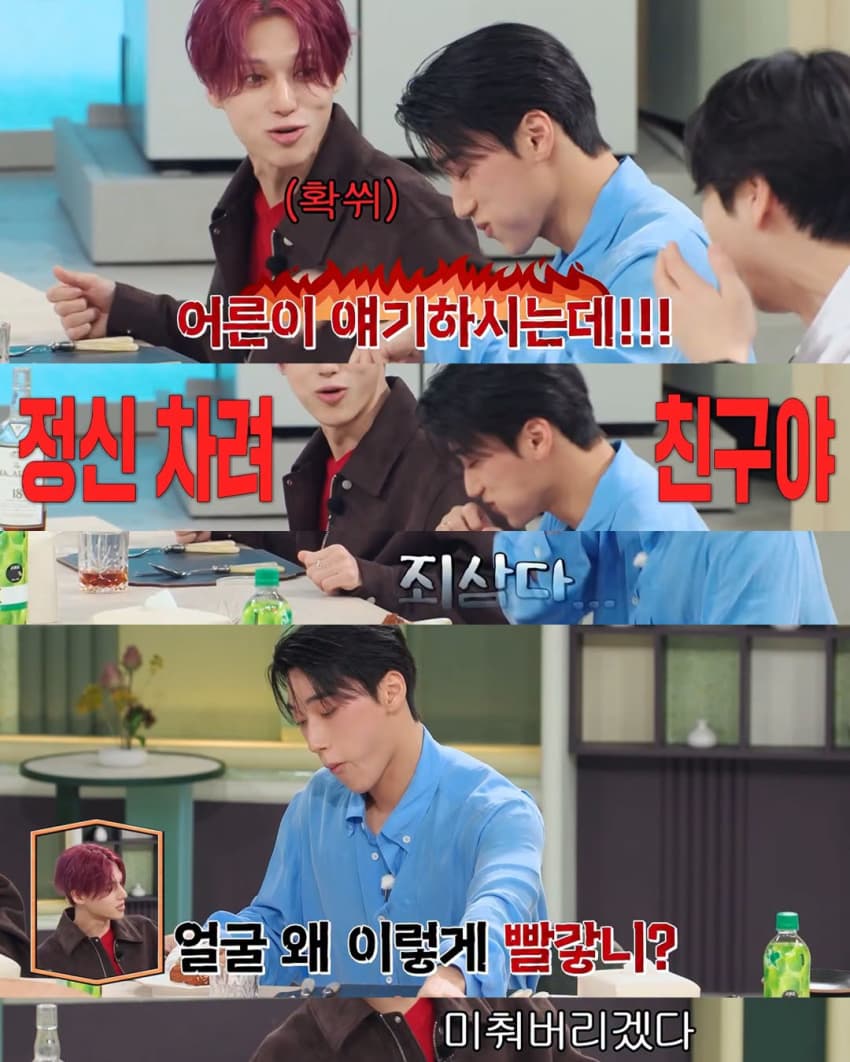 (확쒸)
어른이 얘기하시는데!!!
정신 차려 친구야
18
죄삼다...
얼굴 왜 이렇게 빨갛니?
미춰버리겠다